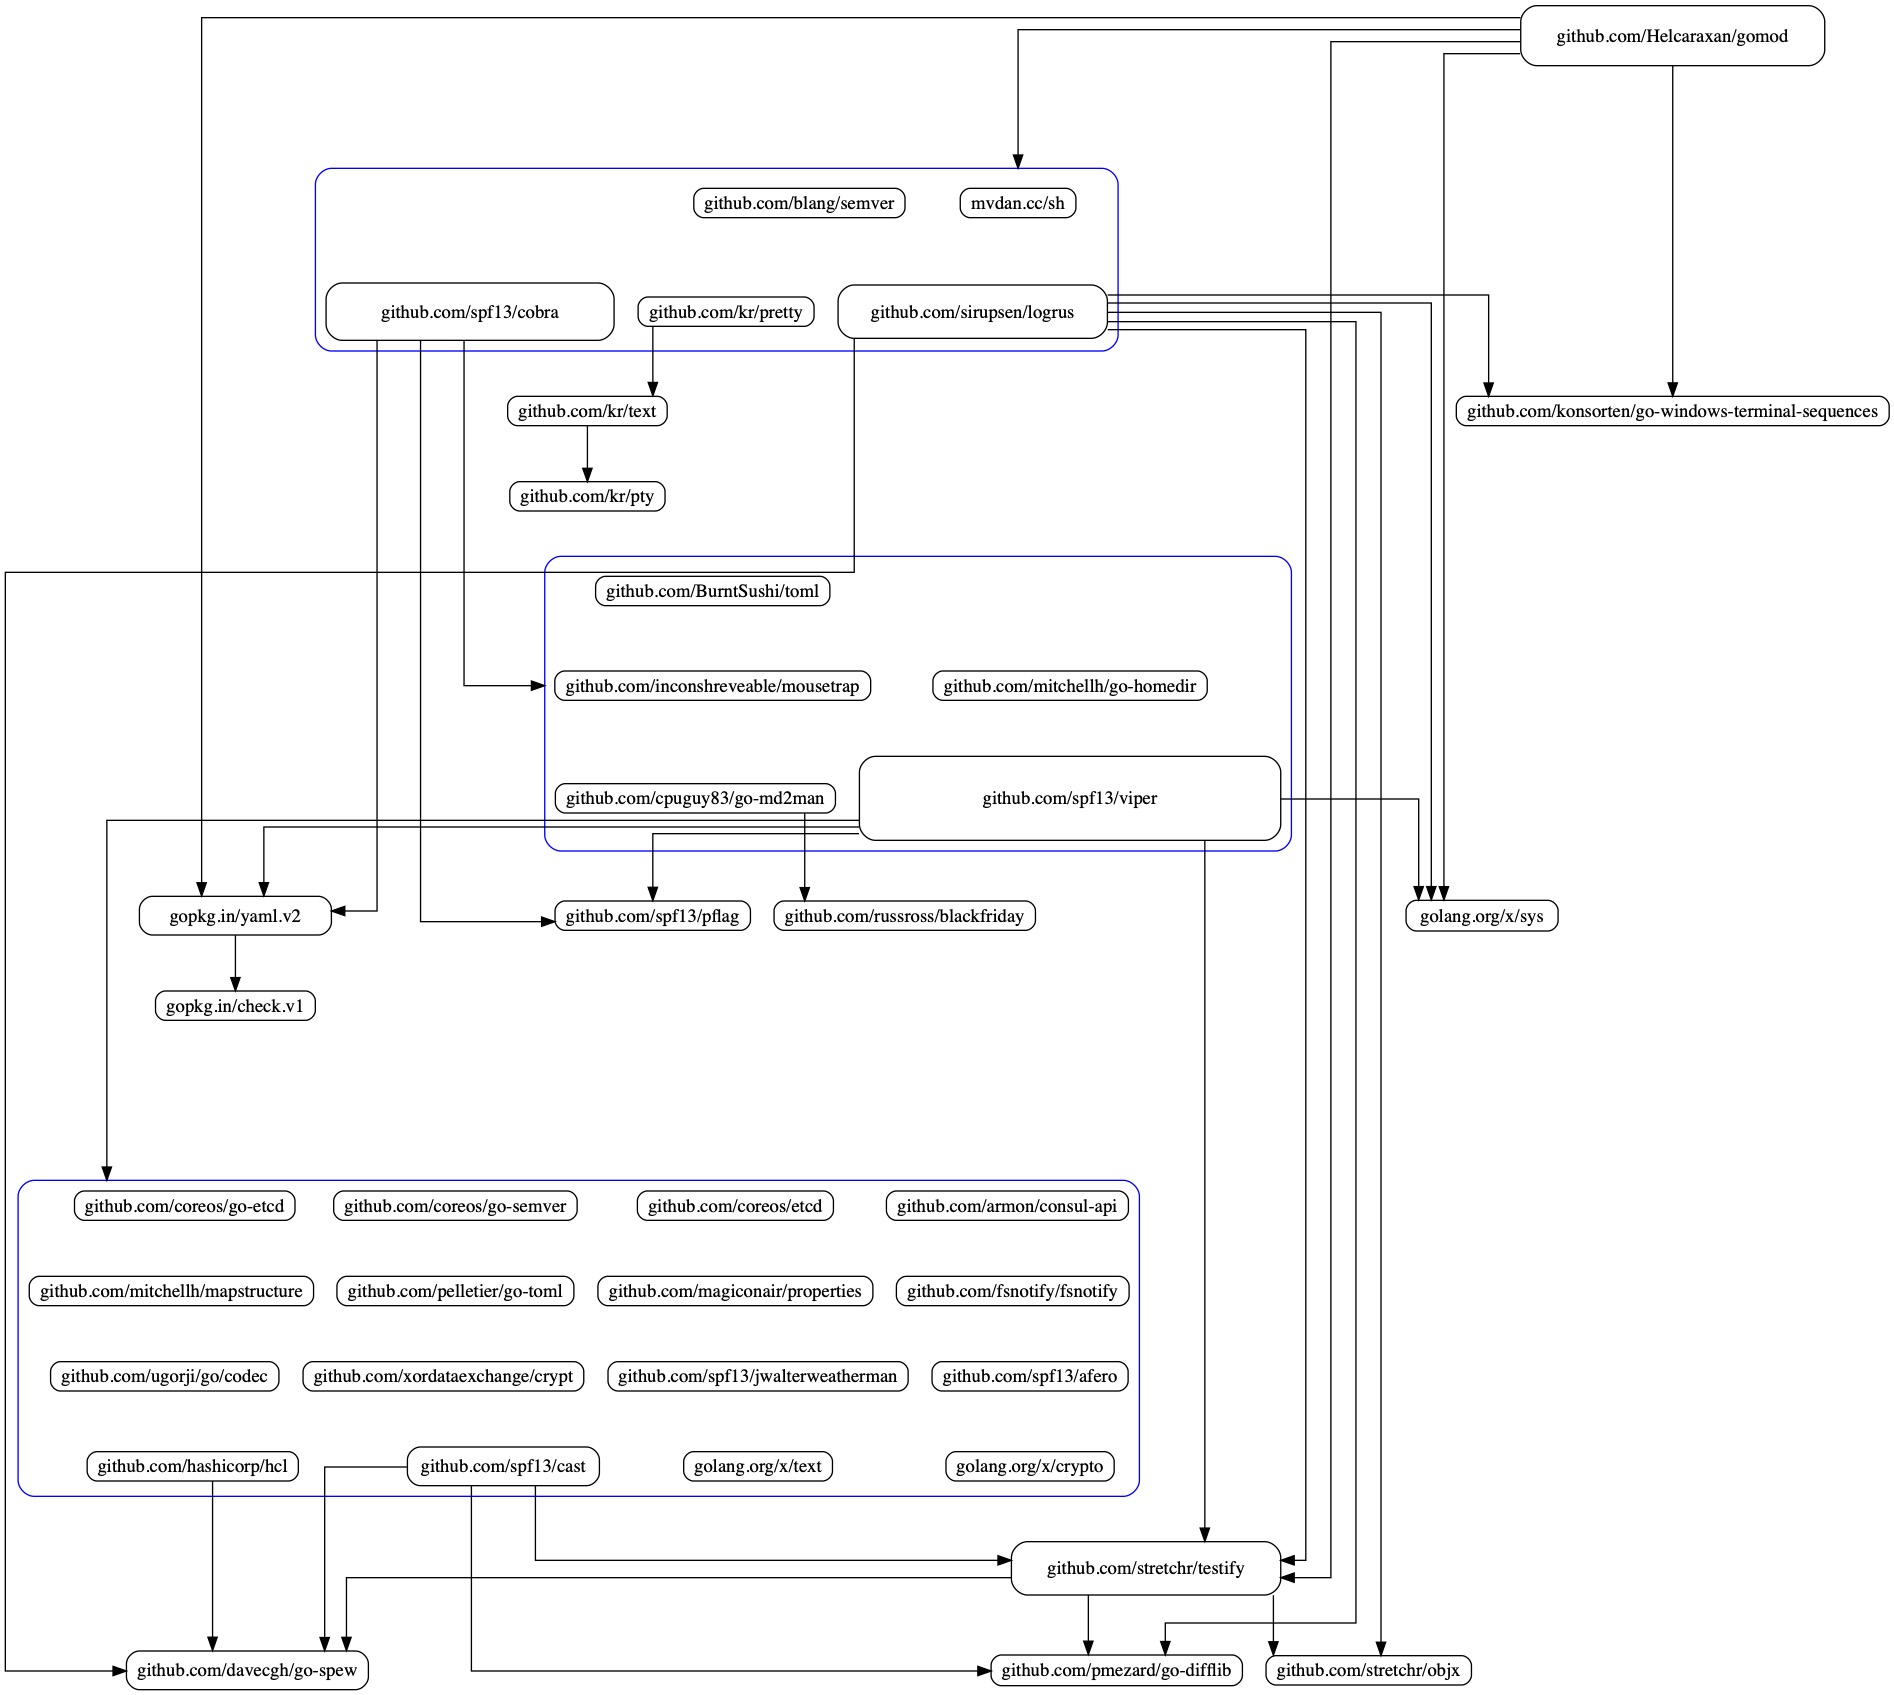 github.com/Helcaraxan/gomod
github.com/blang/semver
mvdan.cc/sh
github.com/spf13/cobra
github.com/kr/pretty
github.com/sirupsen/logrus
github.com/kr/text
github.com/konsorten/go-windows-terminal-sequences
github.com/kr/pty
github.com/BurntSushi/toml
github.com/inconshreveable/mousetrap
github.com/mitchellh/go-homedir
github.com/cpuguy83/go-md2man
github.com/spf13/viper
gopkg.in/yaml.v2
github.com/spf13/pflag
github.com/russross/blackfriday
golang.org/x/sys
gopkg.in/check.v1
github.com/coreos/go-etcd
github.com/coreos/go-semver
github.com/coreos/etcd
github.com/armon/consul-api
github.com/mitchellh/mapstructure
github.com/pelletier/go-toml
github.com/magiconair/properties
github.com/fsnotify/fsnotify
github.com/ugorji/go/codec
github.com/xordataexchange/crypt
github.com/spf13/jwalterweatherman
github.com/spf13/afero
github.com/hashicorp/hcl
github.com/spf13/cast
golang.org/x/text
golang.org/x/crypto
github.com/stretchr/testify
github.com/davecgh/go-spew
github.com/pmezard/go-difflib
github.com/stretchr/objx